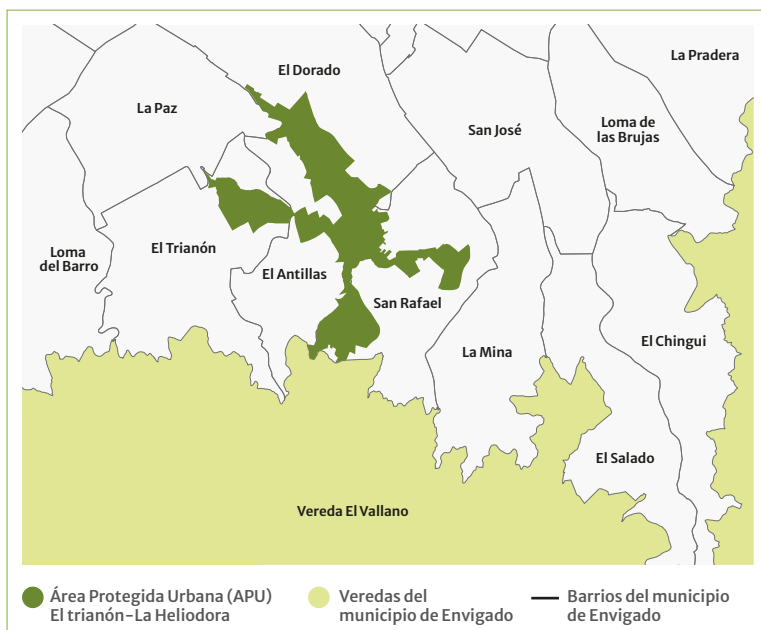 La Pradera
El Dorado
La Paz
San José
Loma de
las Brujas
Loma
del Barro
El Trianón
El Antillas
San Rafael
La Mina
El Chingui
El Salado
Vereda El Vallano
Área Protegida Urbana (APU)
El trianón-La Heliodora
Veredas del
municipio de Envigado
Barrios del municipio
de Envigado